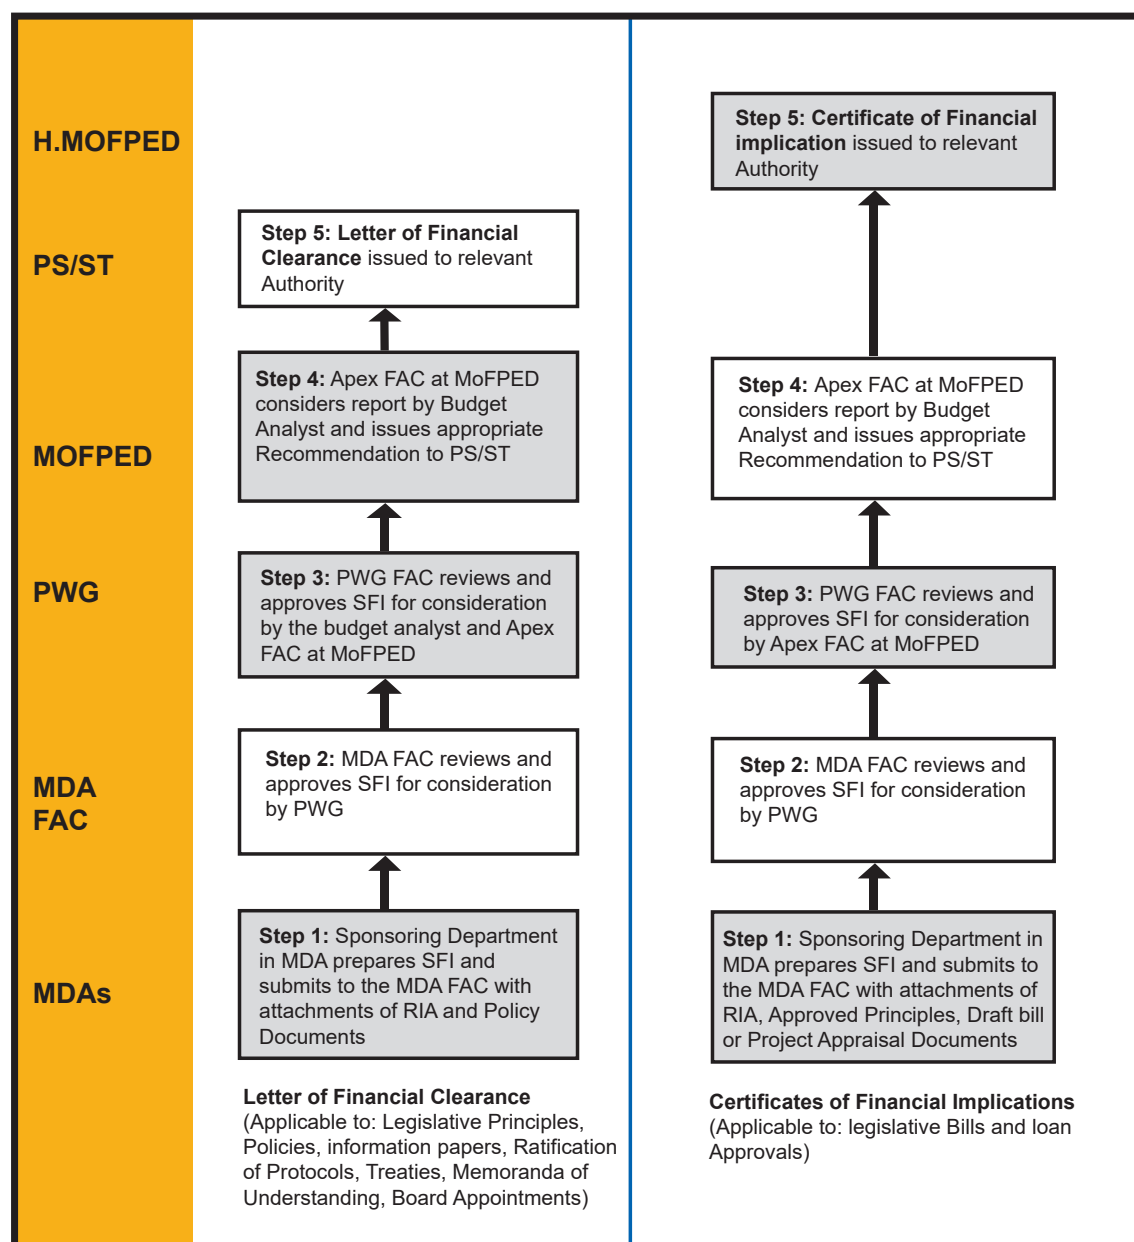 H.MOFPED
PS/ST
MOFPED
PWG
MDA
FAC
MDAs
Step 5: Letter of Financial
Clearance issued to relevant
Authority
Step 4: Apex FAC at MoFPED
considers report by Budget
Analyst and issues appropriate
Recommendation to PS/ST
Step 3: PWG FAC reviews and
approves SFI for consideration
by the budget analyst and Apex
FAC at MoFPED
Step 2: MDA FAC reviews and
approves SFI for consideration
by PWG
Step 1: Sponsoring Department
in MDA prepares SFI and
submits to the MDA FAC with
attachments of RIA and Policy
Documents
Letter of Financial Clearance
(Applicable to: Legislative Principles,
Policies, information papers, Ratification
of Protocols, Treaties, Memoranda of
Understanding, Board Appointments)
Step 5: Certificate of Financial
implication issued to relevant
Authority
Step 4: Apex FAC at MoFPED
considers report by Budget
Analyst and issues appropriate
Recommendation to PS/ST
Step 3: PWG FAC reviews and
approves SFI for consideration
by Apex FAC at MoFPED
Step 2: MDA FAC reviews and
approves SFI for consideration
by PWG
Step 1: Sponsoring Department in
MDA prepares SFI and submits to
the MDA FAC with attachments of
RIA, Approved Principles, Draft bill
or Project Appraisal Documents
Certificates of Financial Implications
(Applicable to: legislative Bills and loan
Approvals)